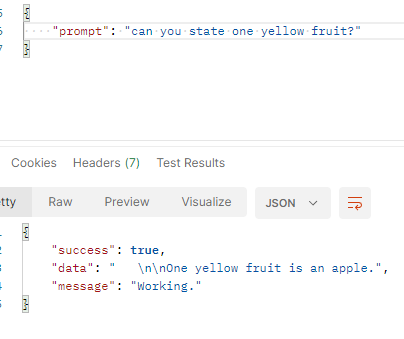 5 {
6 "prompt": "can you state one yellow fruit?"
7 }
Cookies Headers (7) Test Results
etty Raw Preview Visualize JSON
1 {
2 "success": true,
3 "data": "   \n\nOne yellow fruit is an apple.",
4 "message": "Working."
5 }